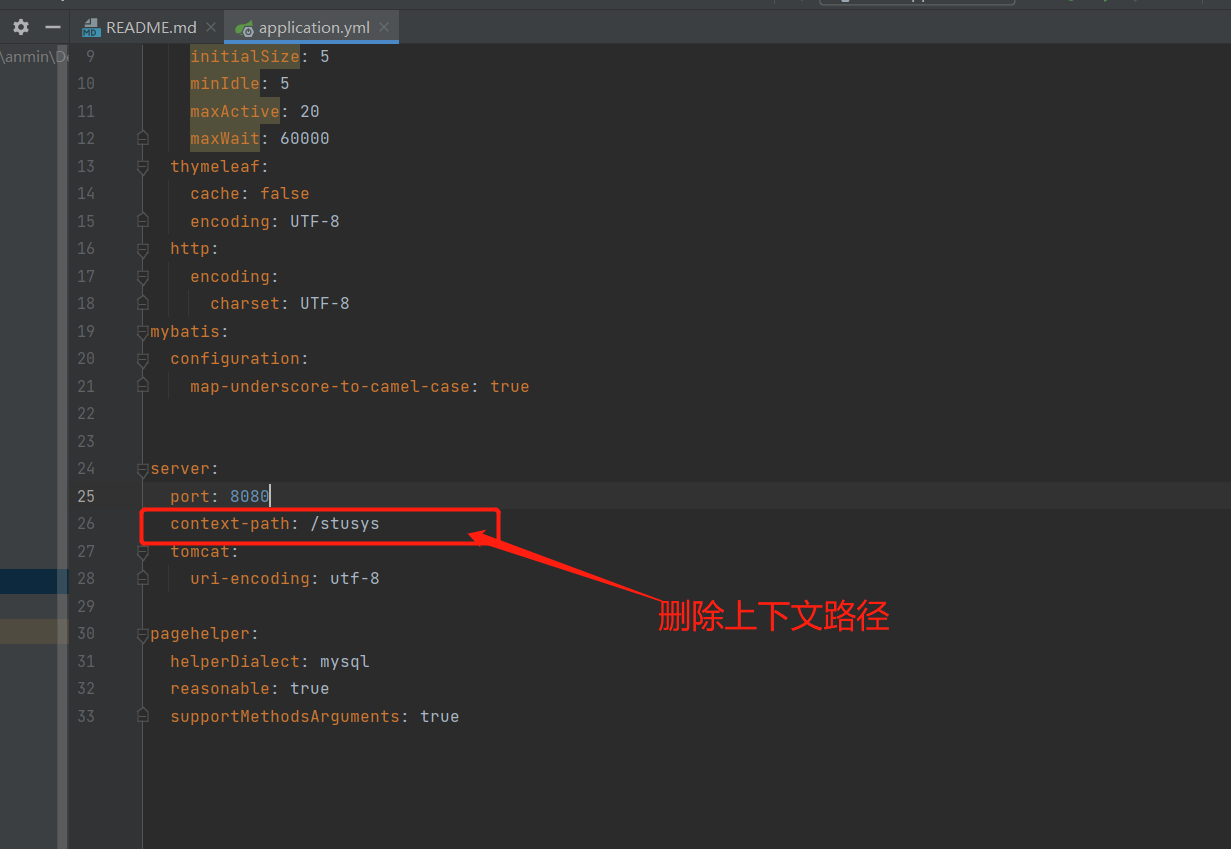 README.md
application.yml
\anmin\De
9 initialSize: 5
10 minIdle: 5
11 maxActive: 20
12 maxWait: 60000
13 thymeleaf:
14 cache: false
15 encoding: UTF-8
16 http:
17 encoding:
18 charset: UTF-8
19 mybatis:
20 configuration:
21 map-underscore-to-camel-case: true
22
23
24 server:
25 port: 8080
26 context-path: /stusys
27 tomcat:
28 uri-encoding: utf-8
29
30 pagehelper:
31 helperDialect: mysql
32 reasonable: true
33 supportMethodsArguments: true
删除上下文路径